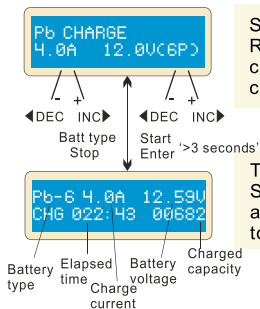 Pb CHARGE
4.0A 12.0V(6P)
S
R
c
c
- +
- +
◀DEC INC▶
◀DEC INC▶
Batt type
Stop
Start
Enter '>3 seconds'
T
S
a
to
Pb-6 4.0A 12.59V
CHG 022:43 00682
Battery
type
Elapsed
time
Charge
current
Battery
voltage
Charged
capacity